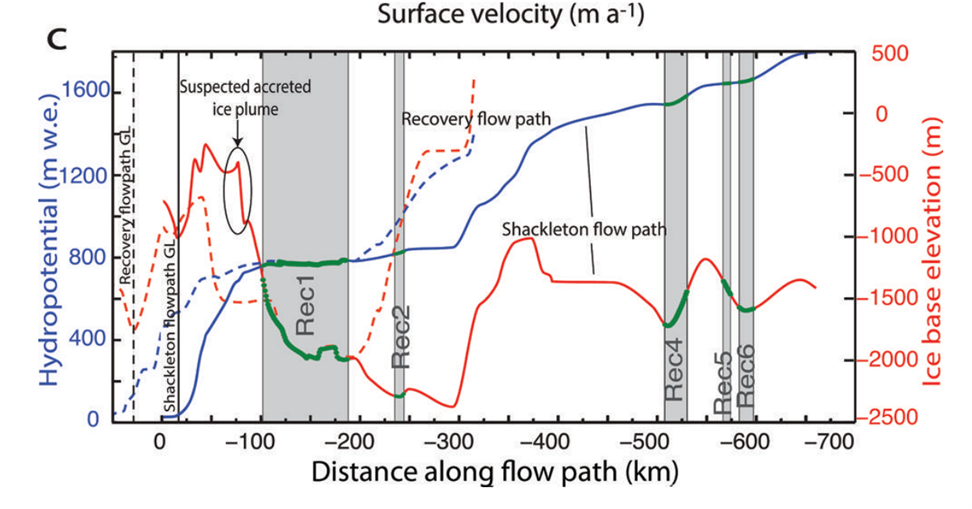 Surface velocity (m a-1)
C
Suspected accreted
ice plume
Recovery flow path
Shackleton flow path
Recovery flowpath GL
Shackleton flowpath GL
Rec1
Rec2
Rec4
Rec5
Rec6
Hydropotential (m w.e.)
1600
1200
800
400
0
500
0
−500
−1000
−1500
−2000
−2500
Ice base elevation (m)
0 −100 −200 −300 −400 −500 −600 −700
Distance along flow path (km)